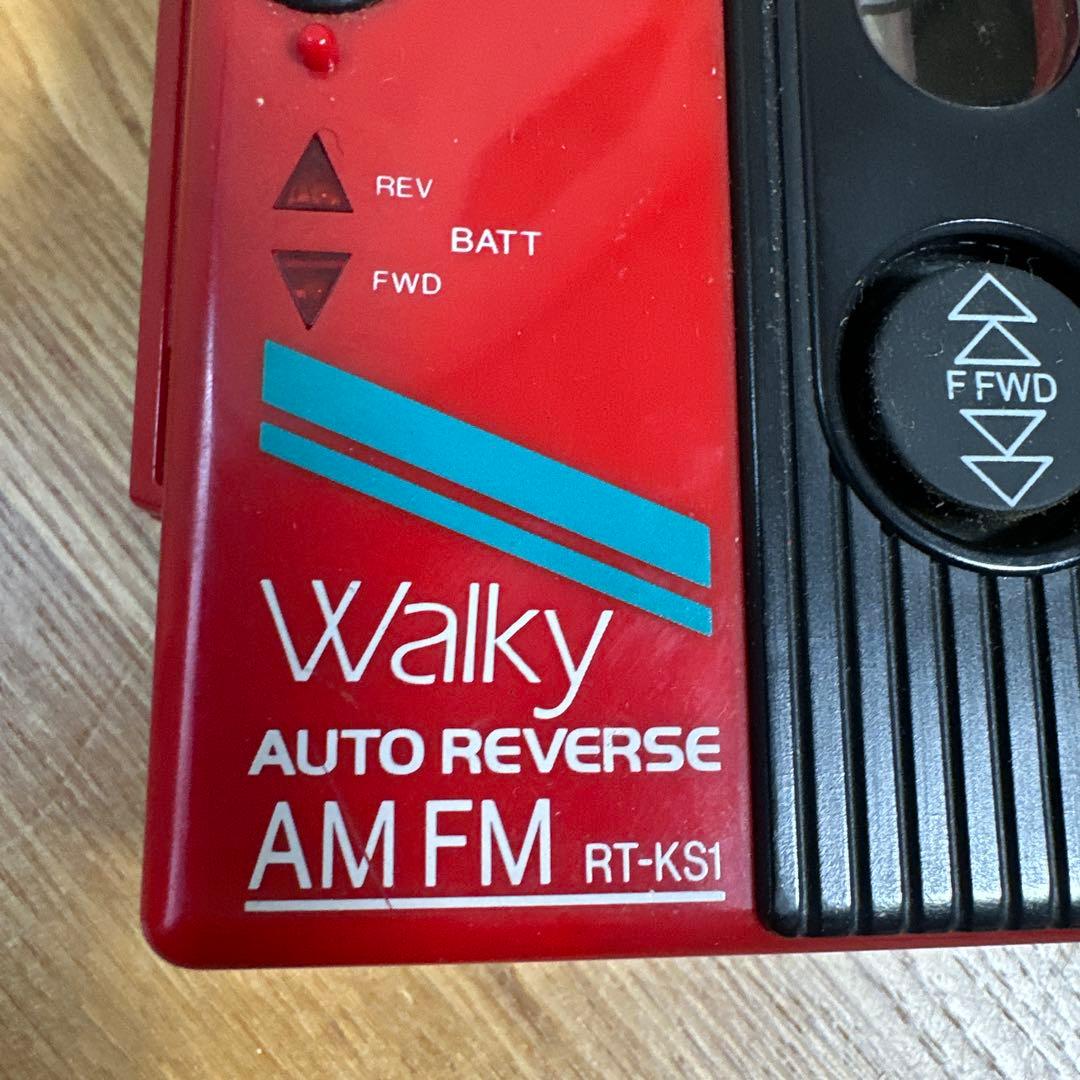 REV
BATT
FWD
F FWD
Walky
AUTO REVERSE
AM FM RT-KS1